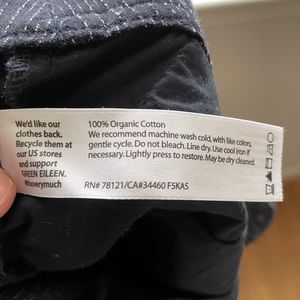 We'd like our
clothes back.
Recycle them at
our US stores
and support
GREEN EILEEN.
#itsverymuch
100% Organic Cotton
We recommend machine wash cold, with like colors,
gentle cycle. Do not bleach. Line dry. Use cool iron if
necessary. Lightly press to restore. May be dry cleaned.
RN# 78121/CA#34460 F5KAS